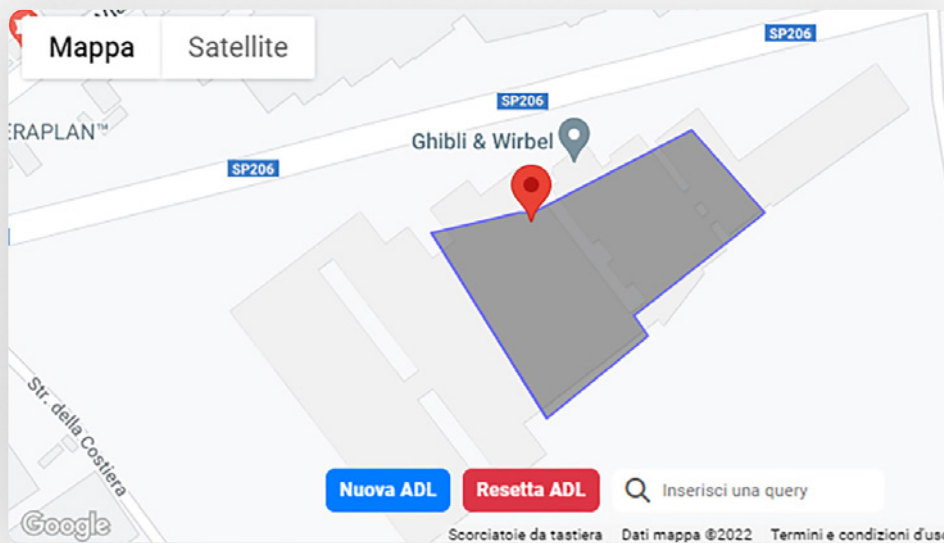 Mappa
Satellite
SP206
SP206
SP206
Ghibli & Wirbel
ERAPLAN™
Str. della Costiera
Nuova ADL
Resetta ADL
Inserisci una query
Google
Scorciatoie da tastiera
Dati mappa ©2022
Termini e condizioni d'uso